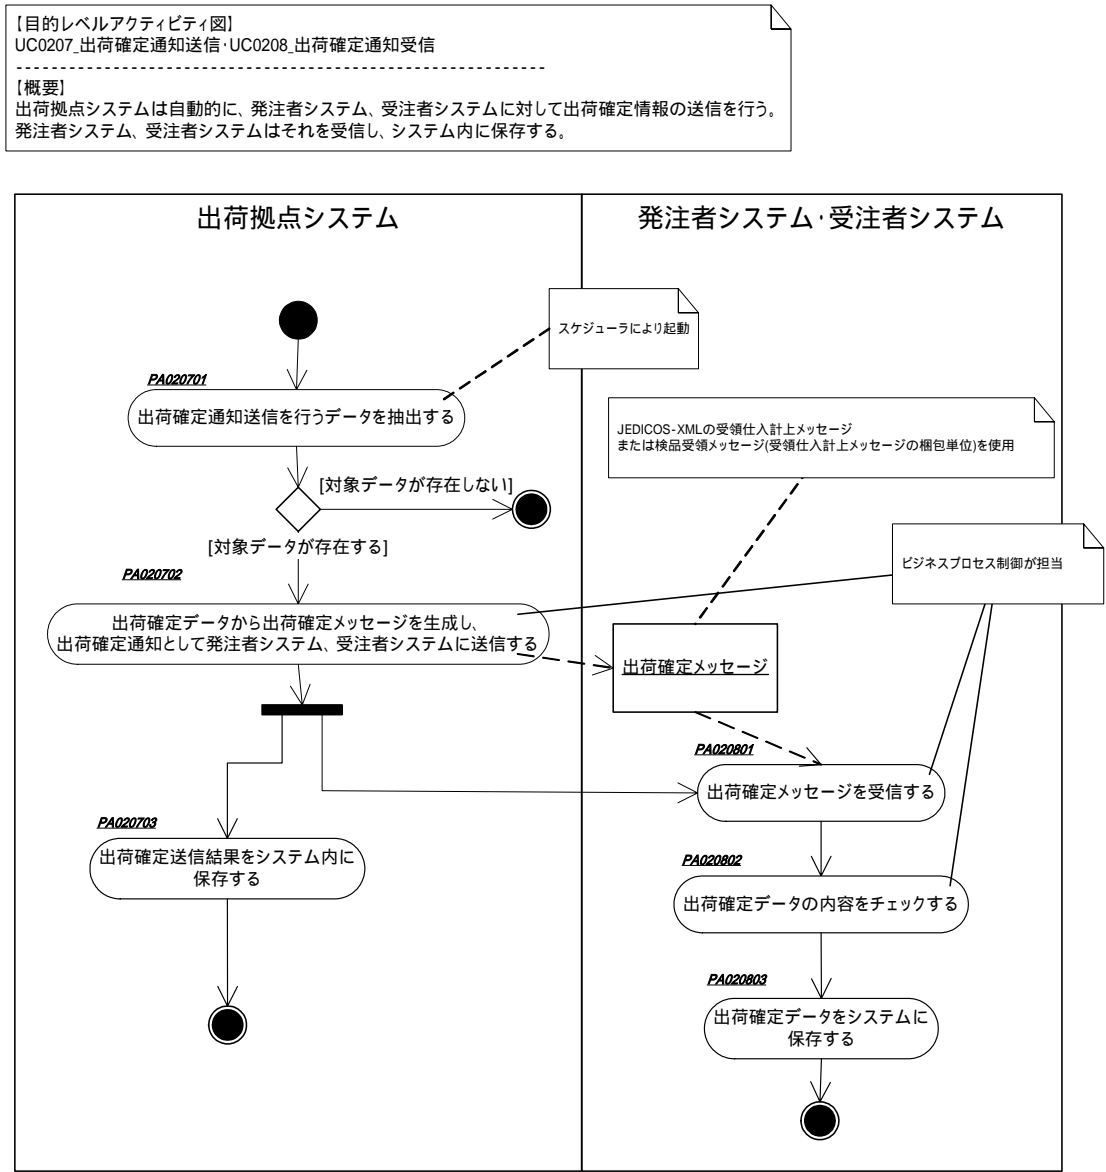 【目的レベルアクティビティ図】
UC0207_出荷確定通知送信・UC0208_出荷確定通知受信
------------------------------------------------------------
【概要】
出荷拠点システムは自動的に、発注者システム、受注者システムに対して出荷確定情報の送信を行う。
発注者システム、受注者システムはそれを受信し、システム内に保存する。
出荷拠点システム
発注者システム・受注者システム
スケジューラにより起動
PA020701
出荷確定通知送信を行うデータを抽出する
JEDICOS-XMLの受領仕入計上メッセージ
または検品受領メッセージ(受領仕入計上メッセージの梱包単位)を使用
[対象データが存在しない]
[対象データが存在する]
ビジネスプロセス制御が担当
PA020702
出荷確定データから出荷確定メッセージを生成し、
出荷確定通知として発注者システム、受注者システムに送信する
出荷確定メッセージ
PA020801
出荷確定メッセージを受信する
PA020703
出荷確定送信結果をシステム内に
保存する
PA020802
出荷確定データの内容をチェックする
PA020803
出荷確定データをシステムに
保存する